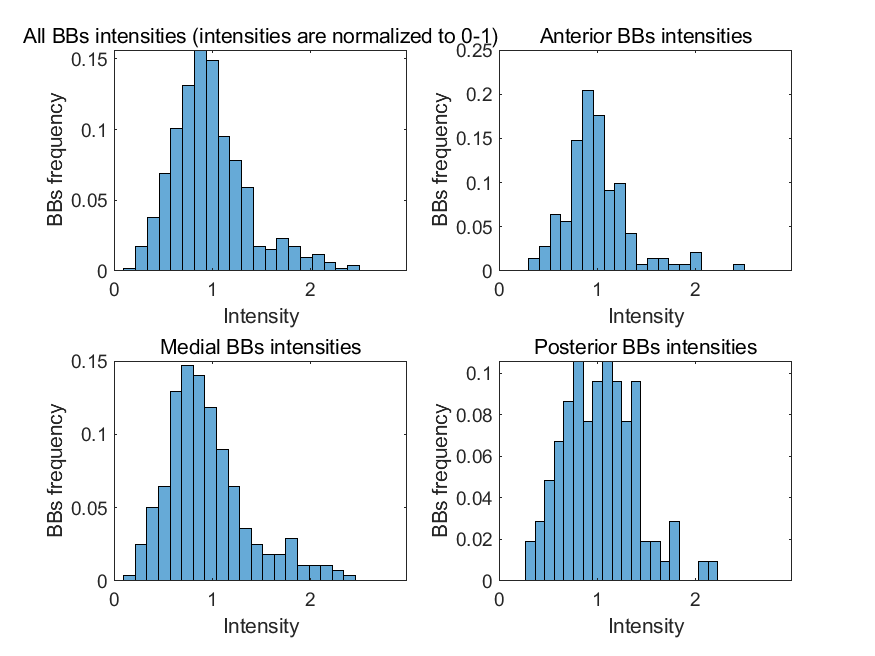 All BBs intensities (intensities are normalized to 0-1)
0.15
0.1
0.05
0
BBs frequency
0 1 2
Intensity
Anterior BBs intensities
0.25
0.2
0.15
0.1
0.05
0
BBs frequency
0 1 2
Intensity
Medial BBs intensities
0.15
0.1
0.05
0
BBs frequency
0 1 2
Intensity
Posterior BBs intensities
0.1
0.08
0.06
0.04
0.02
0
BBs frequency
0 1 2
Intensity